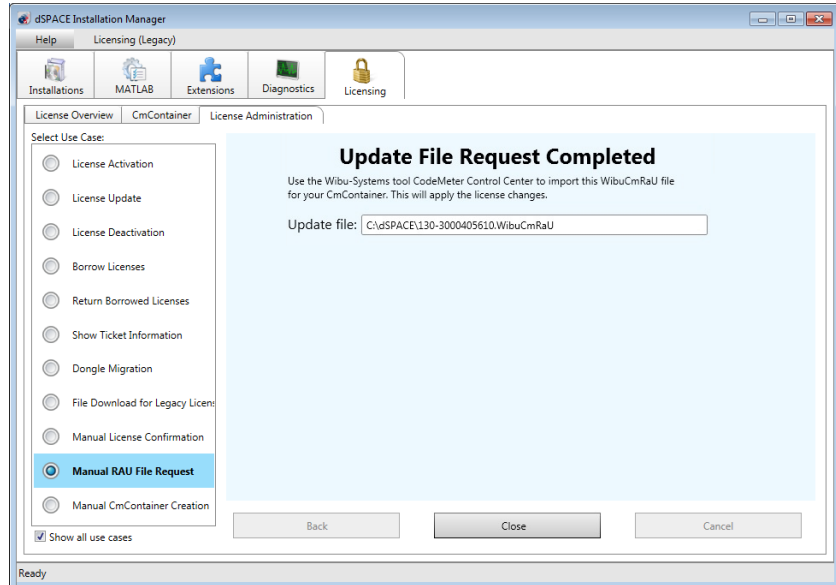 dSPACE Installation Manager
Help Licensing (Legacy)
Installations MATLAB Extensions Diagnostics Licensing
License Overview CmContainer License Administration
Select Use Case:
License Activation
License Update
License Deactivation
Borrow Licenses
Return Borrowed Licenses
Show Ticket Information
Dongle Migration
File Download for Legacy Licens
Manual License Confirmation
Manual RAU File Request
Manual CmContainer Creation
Show all use cases
Update File Request Completed
Use the Wibu-Systems tool CodeMeter Control Center to import this WibuCmRaU file
for your CmContainer. This will apply the license changes.
Update file: C:\dSPACE\130-3000405610.WibuCmRaU
Back Close Cancel
Ready